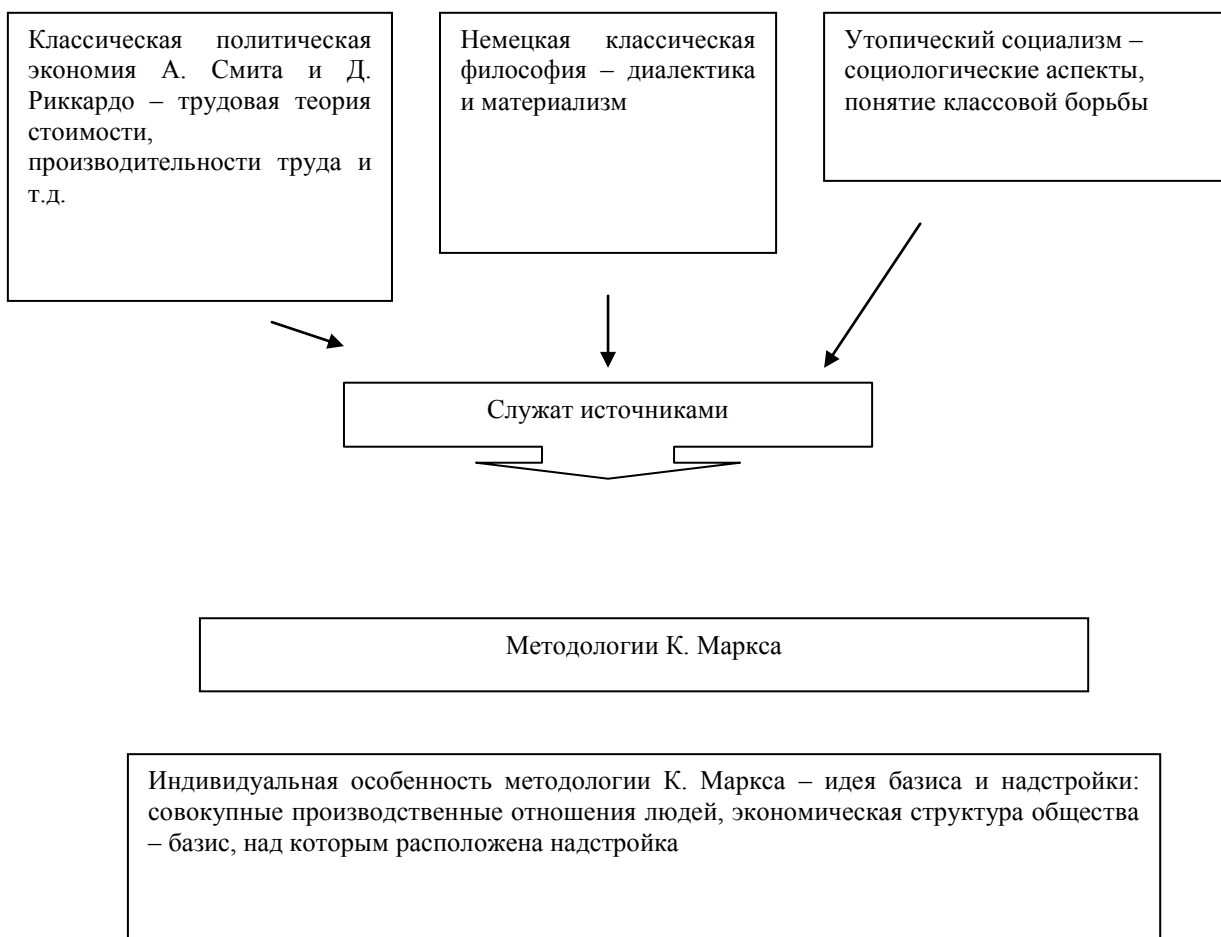 Классическая политическая
экономия А. Смита и Д.
Риккардо – трудовая теория
стоимости,
производительности труда и
т.д.
Немецкая классическая
философия – диалектика
и материализм
Утопический социализм –
социологические аспекты,
понятие классовой борьбы
Служат источниками
Методологии К. Маркса
Индивидуальная особенность методологии К. Маркса – идея базиса и надстройки:
совокупные производственные отношения людей, экономическая структура общества
– базис, над которым расположена надстройка